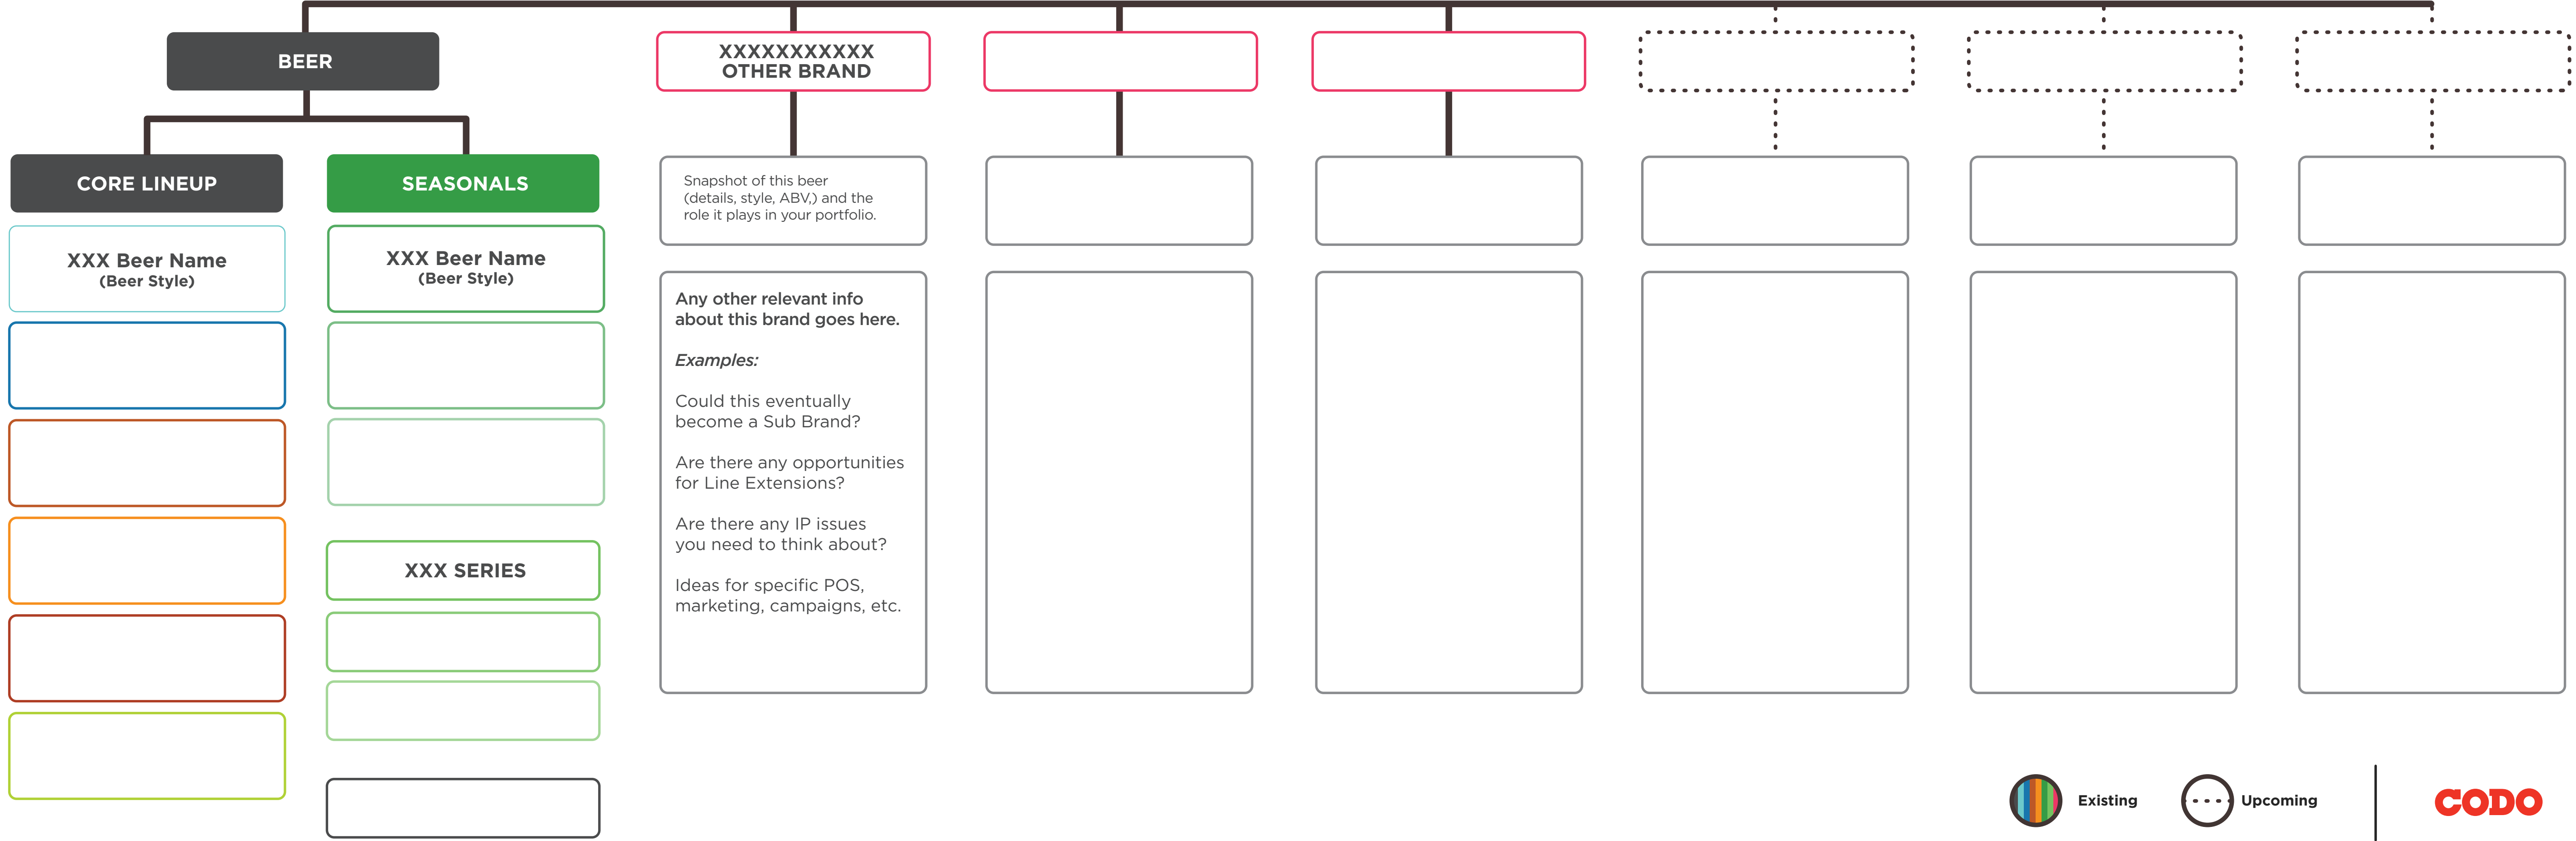 BEER
XXXXXXXXXXX
OTHER BRAND
CORE LINEUP
SEASONALS
XXX Beer Name
(Beer Style)
XXX Beer Name
(Beer Style)
XXX SERIES
Snapshot of this beer
(details, style, ABV,) and the
role it plays in your portfolio.
Any other relevant info
about this brand goes here.
Examples:
Could this eventually
become a Sub Brand?
Are there any opportunities
for Line Extensions?
Are there any IP issues
you need to think about?
Ideas for specific POS,
marketing, campaigns, etc.
Existing
Upcoming
CODO